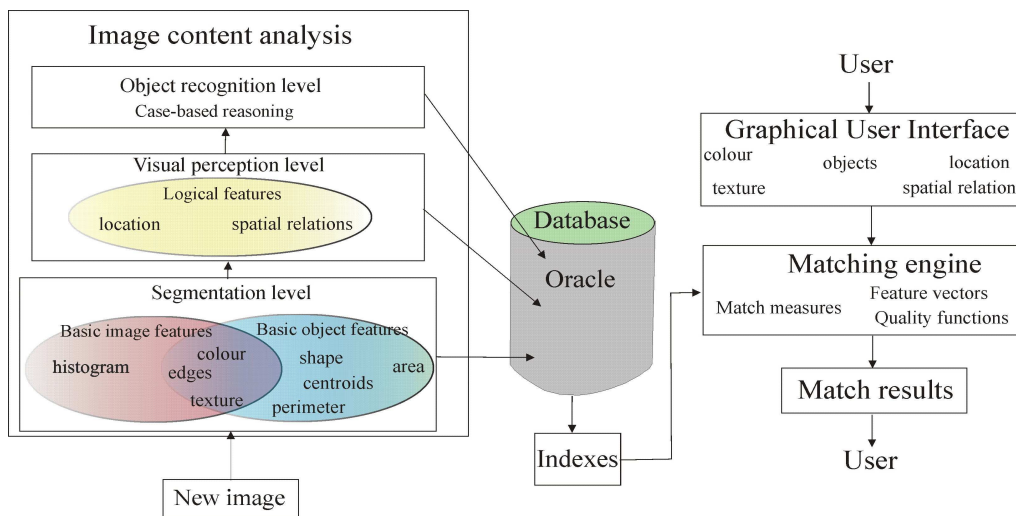 Image content analysis
Object recognition level
Case-based reasoning
Visual perception level
Logical features
location spatial relations
Segmentation level
Basic image features Basic object features
histogram
colour
edges
texture
shape
centroids
perimeter
area
New image
Database
Oracle
Indexes
User
Graphical User Interface
colour objects location
texture spatial relation
Matching engine
Match measures
Feature vectors
Quality functions
Match results
User